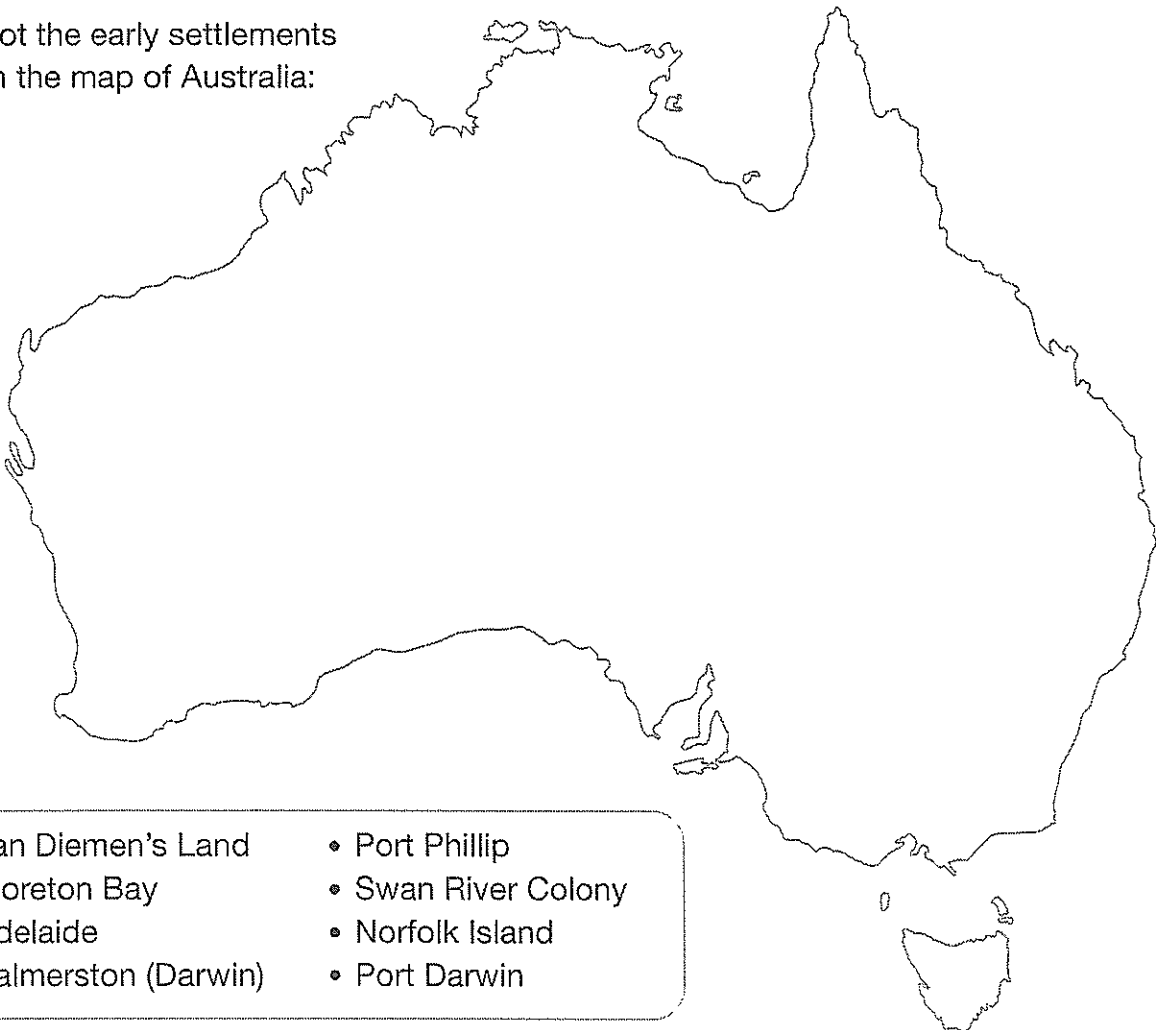 ot the early settlements
n the map of Australia:
an Diemen's Land
oreton Bay
delaide
almerston (Darwin)
• Port Phillip
• Swan River Colony
• Norfolk Island
• Port Darwin